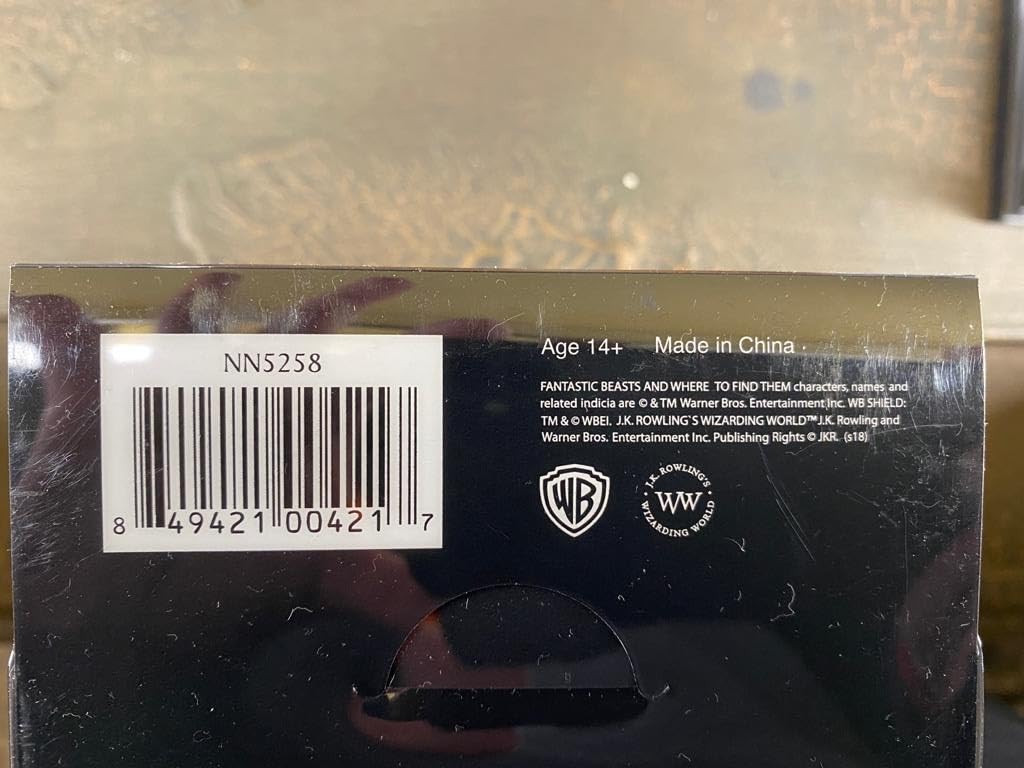 NN5258
8 49421 00421 7
Age 14+ Made in China
FANTASTIC BEASTS AND WHERE TO FIND THEM characters, names and
related indicia are © & TM Warner Bros. Entertainment Inc. WB SHIELD:
TM & © WBEI. J.K. ROWLING`S WIZARDING WORLD™ J.K. Rowling and
Warner Bros. Entertainment Inc. Publishing Rights © JKR. (s18)
WB
J.K. ROWLING'S
WW
WIZARDING WORLD